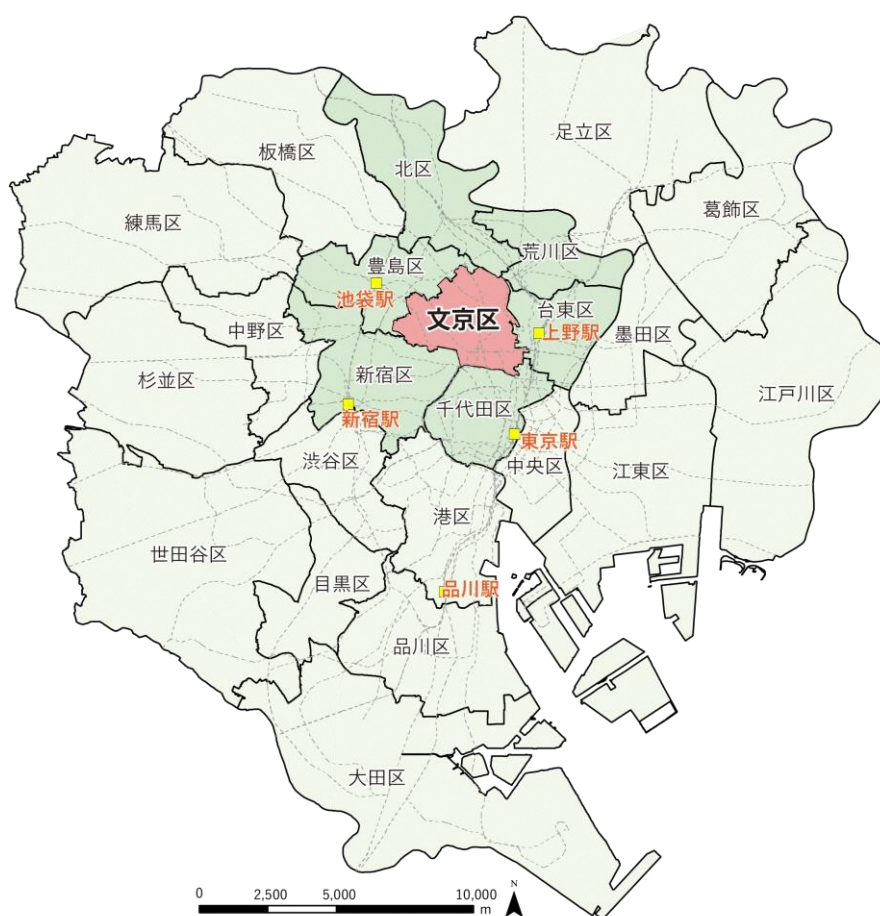 足立区
板橋区
北区
葛飾区
練馬区
荒川区
豊島区
池袋駅
台東区
文京区
上野駅
中野区
墨田区
杉並区
新宿区
江戸川区
千代田区
新宿駅
東京駅
渋谷区
中央区
江東区
港区
世田谷区
目黒区
品川駅
品川区
大田区
0 2,500 5,000 10,000
m
N